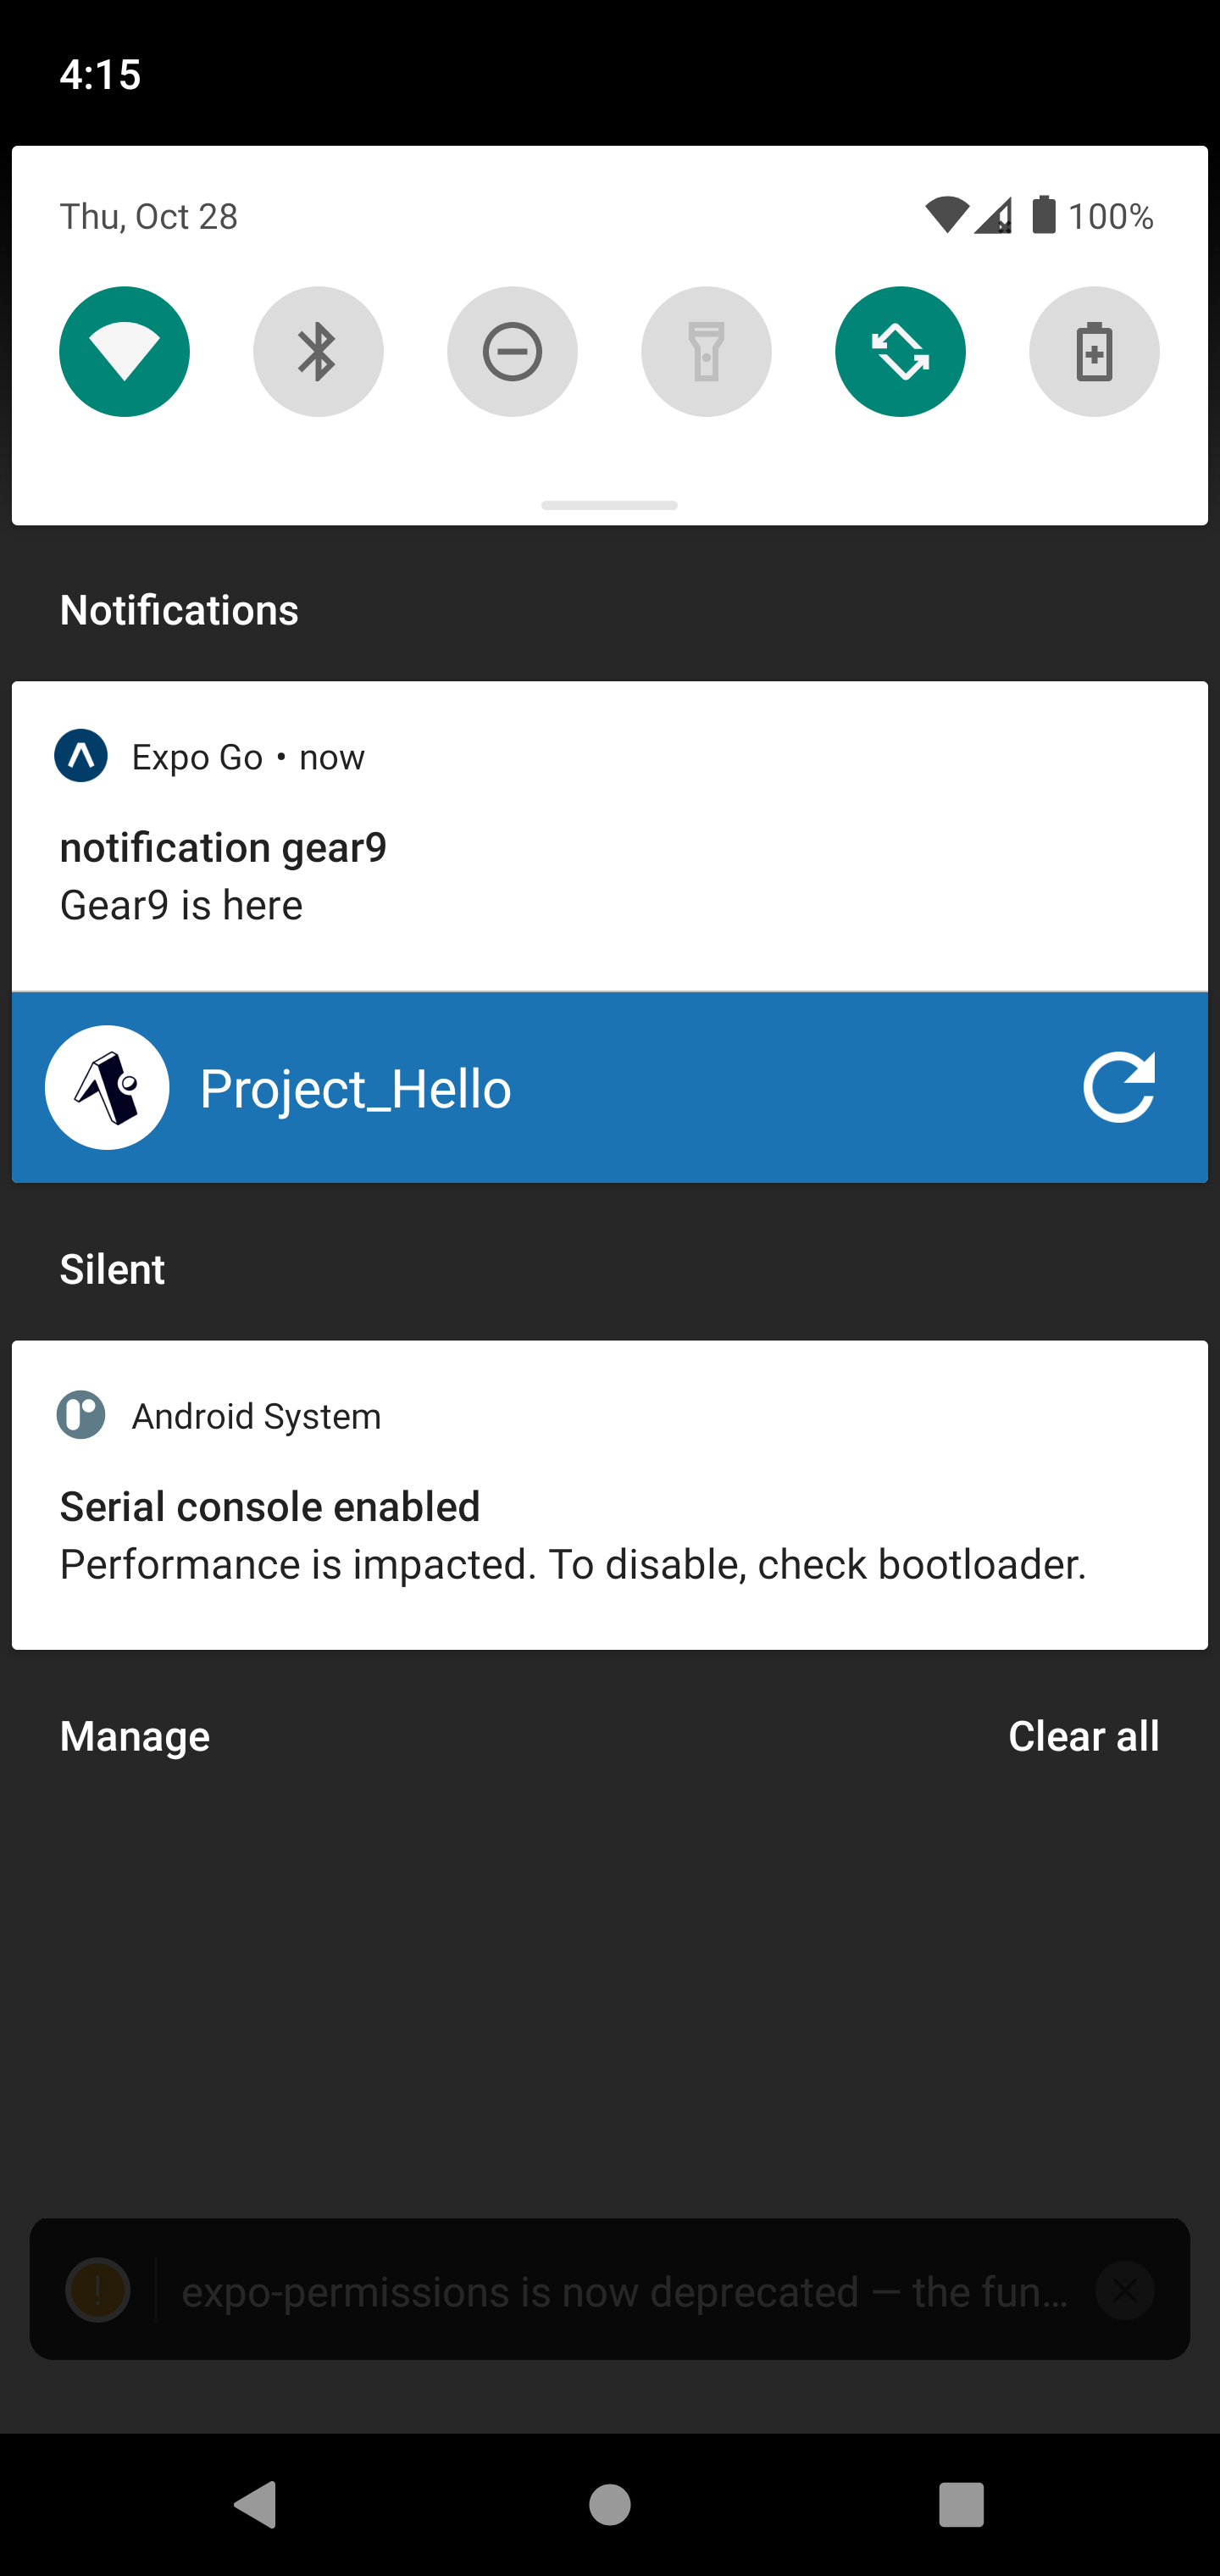 4:15
Thu, Oct 28
100%
Notifications
Expo Go • now
notification gear9
Gear9 is here
Project_Hello
Silent
Android System
Serial console enabled
Performance is impacted. To disable, check bootloader.
Manage
Clear all
expo-permissions is now deprecated — the fun…